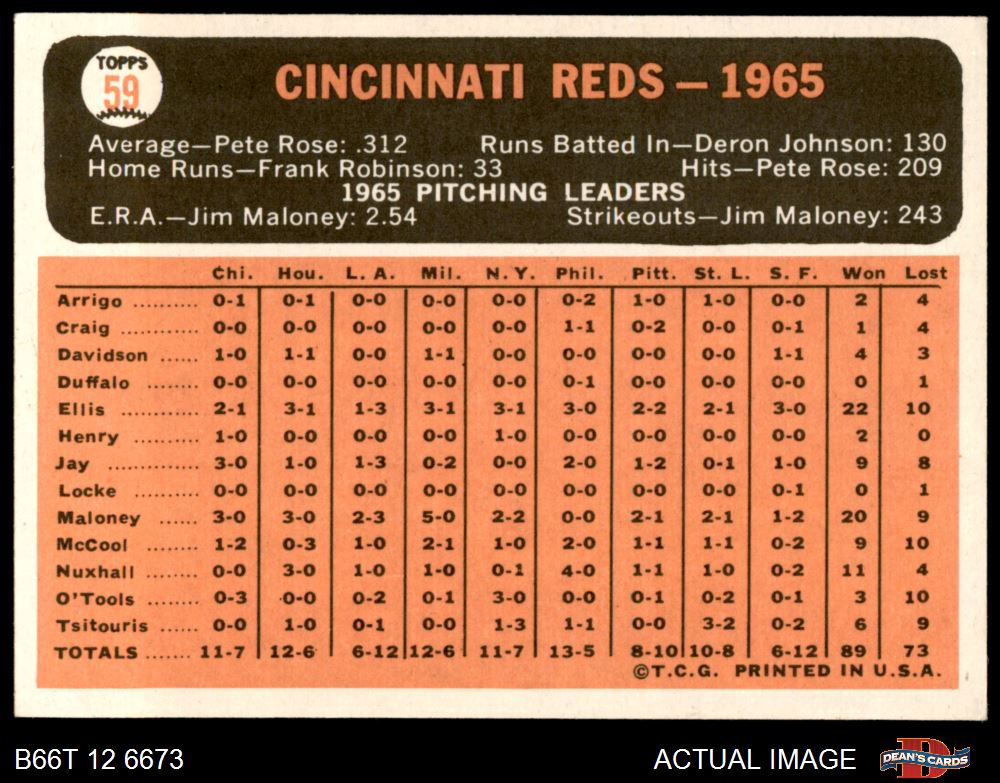 TOPPS
59
CINCINNATI REDS – 1965
Average—Pete Rose: .312 Runs Batted In—Deron Johnson: 130
Home Runs—Frank Robinson: 33 Hits—Pete Rose: 209
1965 PITCHING LEADERS
E.R.A.—Jim Maloney: 2.54 Strikeouts—Jim Maloney: 243
Chi. Hou. L. A. Mil. N. Y. Phil. Pitt. St. L. S. F. Won Lost
Arrigo .......... 0-1 0-1 0-0 0-0 0-0 0-2 1-0 1-0 0-0 2 4
Craig ............ 0-0 0-0 0-0 0-0 0-0 1-1 0-2 0-0 0-1 1 4
Davidson ...... 1-0 1-1 0-0 1-1 0-0 0-0 0-0 0-0 1-1 4 3
Duffalo .......... 0-0 0-0 0-0 0-0 0-0 0-1 0-0 0-0 0-0 0 1
Ellis ............ 2-1 3-1 1-3 3-1 3-1 3-0 2-2 2-1 3-0 22 10
Henry ............ 1-0 0-0 0-0 0-0 1-0 0-0 0-0 0-0 0-0 2 0
Jay .............. 3-0 1-0 1-3 0-2 0-0 2-0 1-2 0-1 1-0 9 8
Locke .......... 0-0 0-0 0-0 0-0 0-0 0-0 0-0 0-0 0-1 0 1
Maloney ...... 3-0 3-0 2-3 5-0 2-2 0-0 2-1 2-1 1-2 20 9
McCool .......... 1-2 0-3 1-0 2-1 1-0 2-0 1-1 1-1 0-2 9 10
Nuxhall ........ 0-0 3-0 1-0 1-0 0-1 4-0 1-1 1-0 0-2 11 4
O'Tools ........ 0-3 0-0 0-2 0-1 3-0 0-0 0-1 0-2 0-1 3 10
Tsitouris ...... 0-0 1-0 0-1 0-0 1-3 1-1 0-0 3-2 0-2 6 9
TOTALS ....... 11-7 12-6 6-12 12-6 11-7 13-5 8-10 10-8 6-12 89 73
©T.C.G. PRINTED IN U.S.A.
B66T 12 6673 ACTUAL IMAGE DEAN'S CARDS